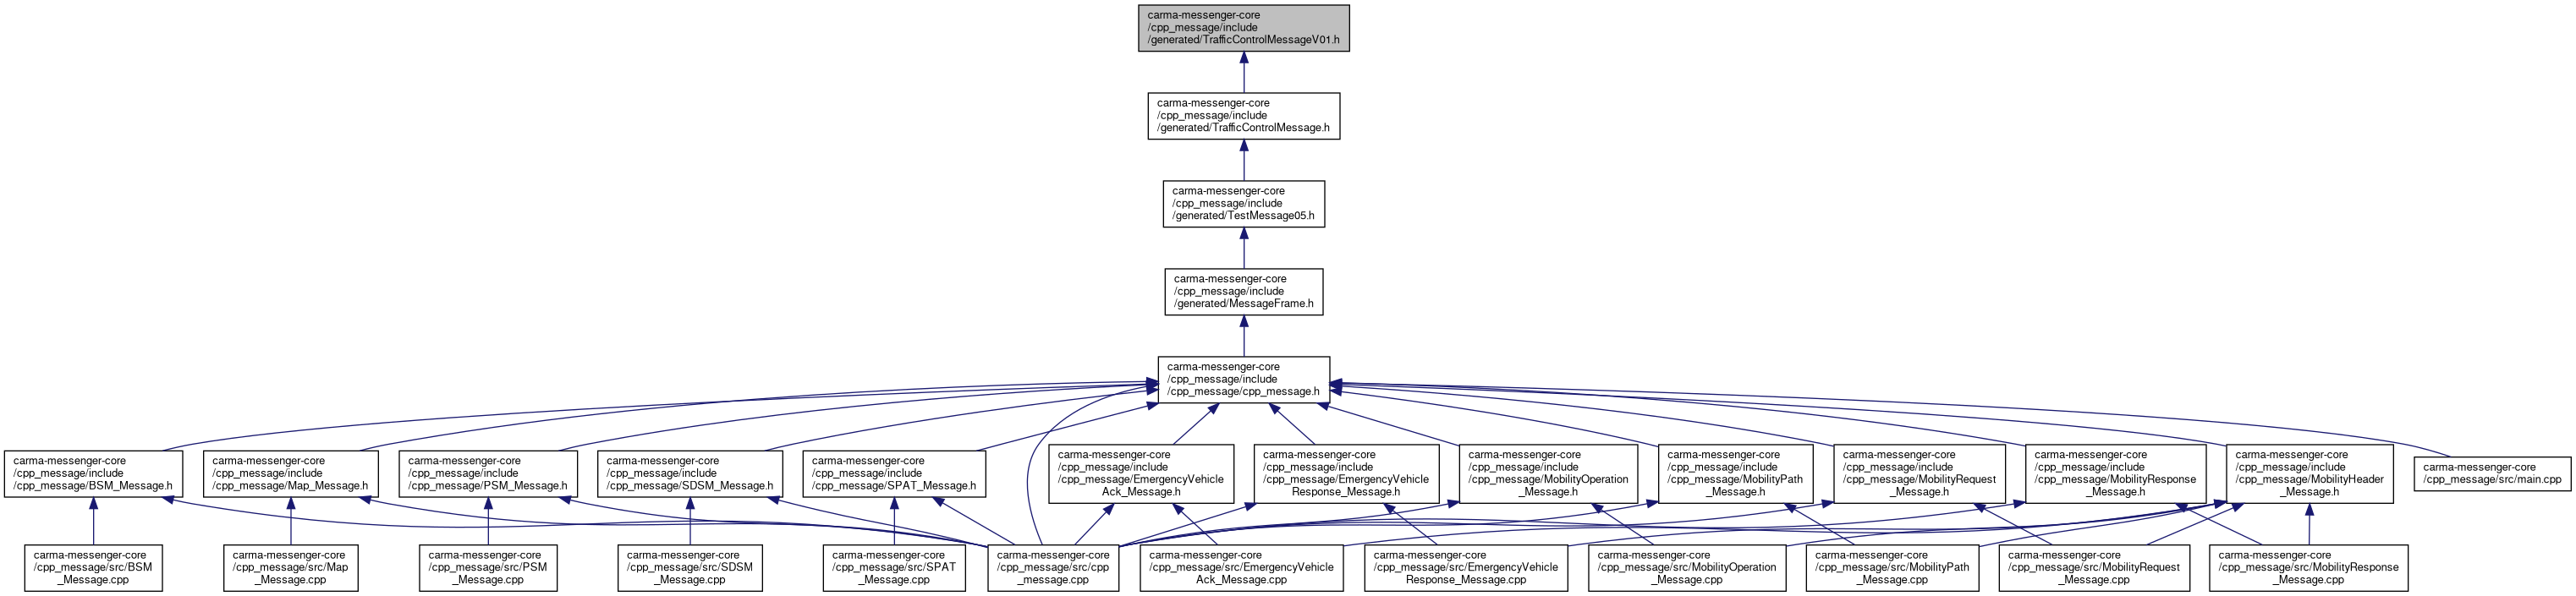 carma-messenger-core
/cpp_message/include
/generated/TrafficControlMessageV01.h
carma-messenger-core
/cpp_message/include
/generated/TrafficControlMessage.h
carma-messenger-core
/cpp_message/include
/generated/TestMessage05.h
carma-messenger-core
/cpp_message/include
/generated/MessageFrame.h
carma-messenger-core
/cpp_message/include
/cpp_message/cpp_message.h
carma-messenger-core
/cpp_message/include
/cpp_message/BSM_Message.h
carma-messenger-core
/cpp_message/include
/cpp_message/Map_Message.h
carma-messenger-core
/cpp_message/include
/cpp_message/PSM_Message.h
carma-messenger-core
/cpp_message/include
/cpp_message/SDSM_Message.h
carma-messenger-core
/cpp_message/include
/cpp_message/SPAT_Message.h
carma-messenger-core
/cpp_message/include
/cpp_message/EmergencyVehicle
Ack_Message.h
carma-messenger-core
/cpp_message/include
/cpp_message/EmergencyVehicle
Response_Message.h
carma-messenger-core
/cpp_message/include
/cpp_message/MobilityOperation
_Message.h
carma-messenger-core
/cpp_message/include
/cpp_message/MobilityPath
_Message.h
carma-messenger-core
/cpp_message/include
/cpp_message/MobilityRequest
_Message.h
carma-messenger-core
/cpp_message/include
/cpp_message/MobilityResponse
_Message.h
carma-messenger-core
/cpp_message/include
/cpp_message/MobilityHeader
_Message.h
carma-messenger-core
/cpp_message/src/main.cpp
carma-messenger-core
/cpp_message/src/BSM
_Message.cpp
carma-messenger-core
/cpp_message/src/Map
_Message.cpp
carma-messenger-core
/cpp_message/src/PSM
_Message.cpp
carma-messenger-core
/cpp_message/src/SDSM
_Message.cpp
carma-messenger-core
/cpp_message/src/SPAT
_Message.cpp
carma-messenger-core
/cpp_message/src/cpp
_message.cpp
carma-messenger-core
/cpp_message/src/EmergencyVehicle
Ack_Message.cpp
carma-messenger-core
/cpp_message/src/EmergencyVehicle
Response_Message.cpp
carma-messenger-core
/cpp_message/src/MobilityOperation
_Message.cpp
carma-messenger-core
/cpp_message/src/MobilityPath
_Message.cpp
carma-messenger-core
/cpp_message/src/MobilityRequest
_Message.cpp
carma-messenger-core
/cpp_message/src/MobilityResponse
_Message.cpp